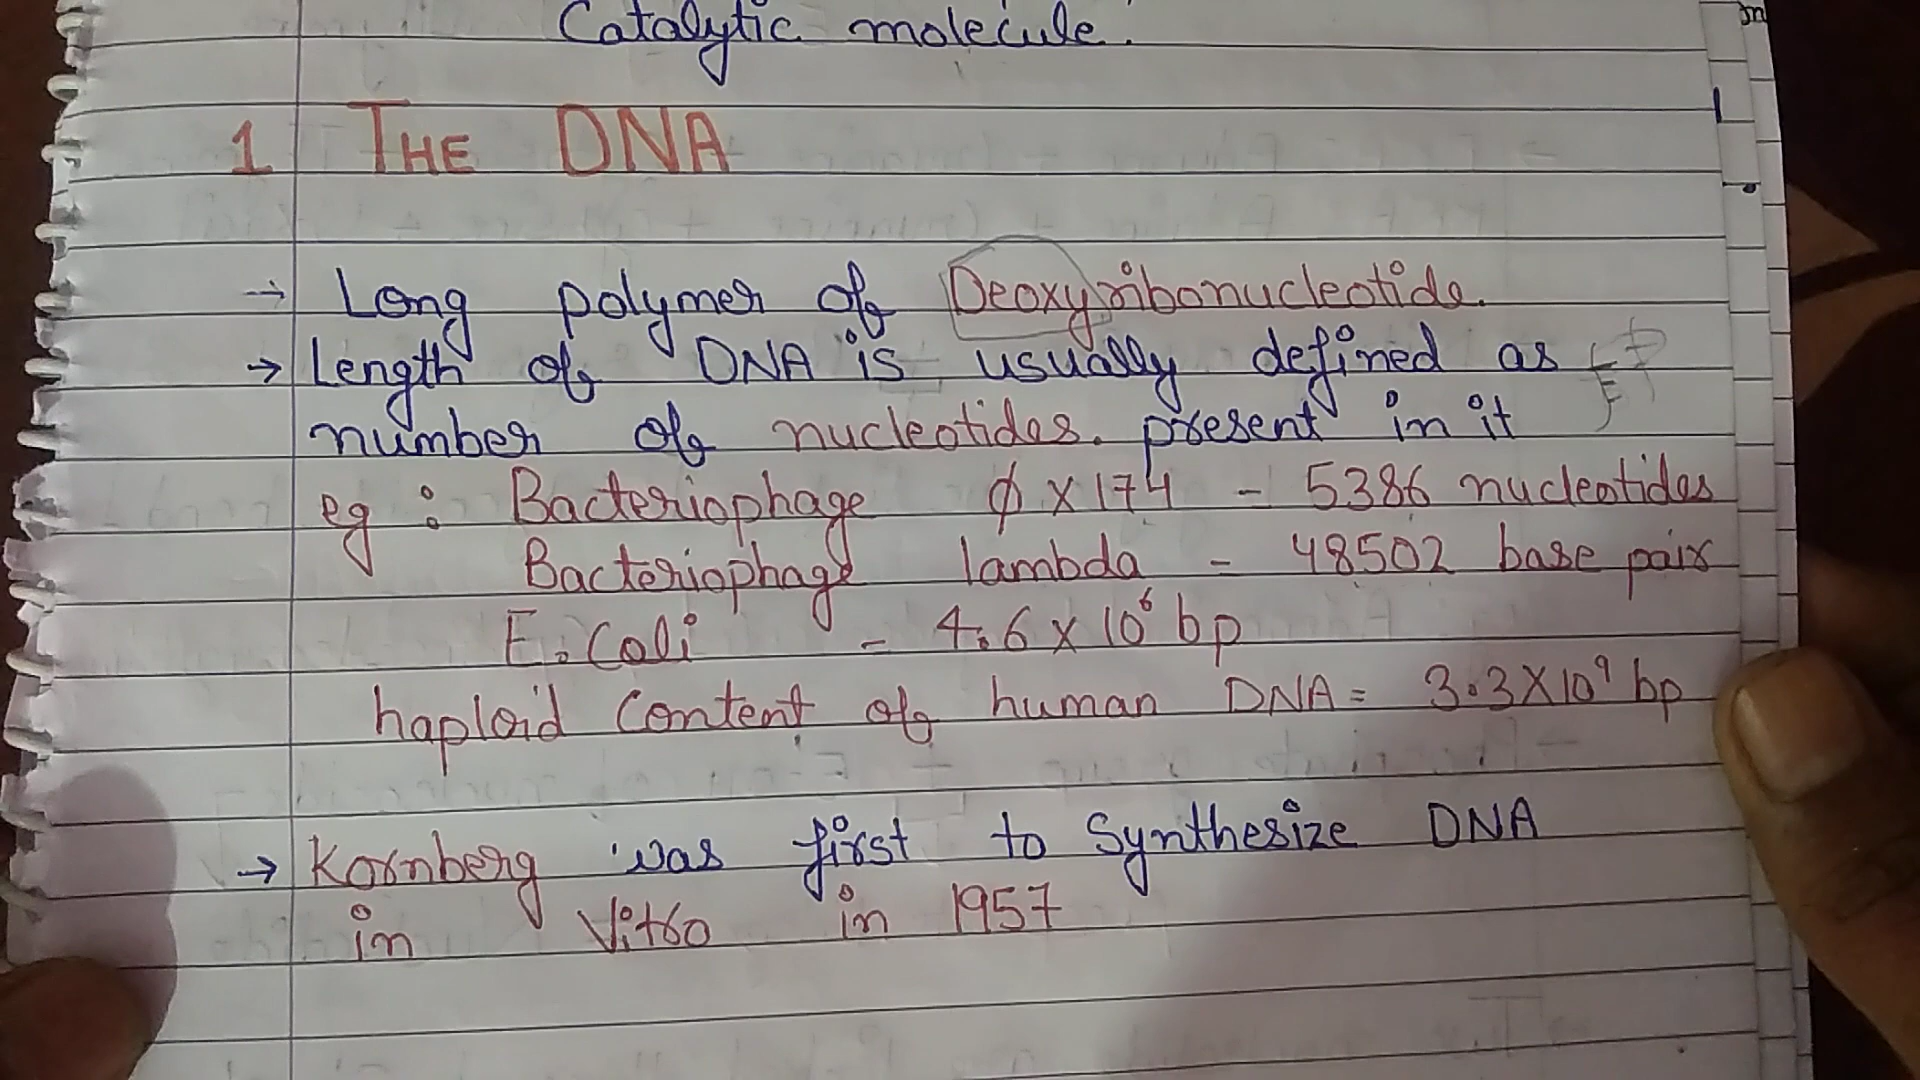 Catalytic molecule.
1 THE DNA
→ Long polymer of Deoxyribonucleotide.
→ Length of DNA is usually defined as
number of nucleotides. present in it
eg : Bacteriophage ϕ X 174 - 5386 nucleotides
Bacteriophage lambda - 48502 base pair
E. Coli - 4.6 X 10⁶ bp
haploid Content of human DNA = 3.3 X 10⁹ bp
→ Kornberg was first to Synthesize DNA
in Vitro in 1957